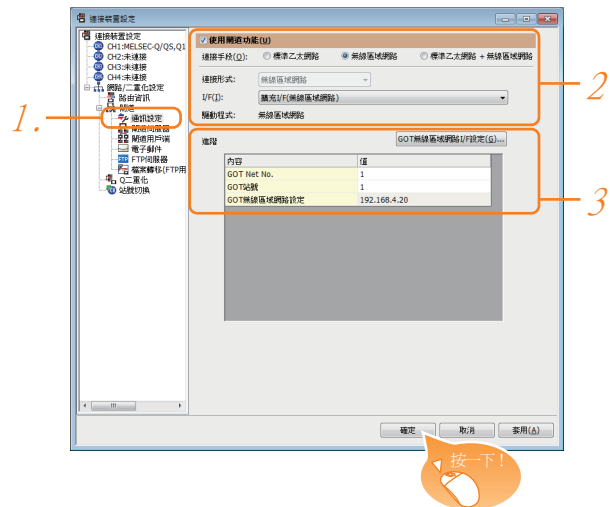 連接裝置設定
連接裝置設定
CH1:MELSEC-Q/QS,Q1
CH2:未連接
CH3:未連接
CH4:未連接
網路/二重化設定
路由資訊
閘道
通訊設定
閘道伺服器
閘道用戶端
電子郵件
FTP伺服器
檔案轉移(FTP用
Q二重化
站號切換
1.
使用閘道功能(U)
連接手段(O): 標準乙太網路 無線區域網路 標準乙太網路 + 無線區域網路
連接形式: 無線區域網路
I/F(I): 擴充I/F(無線區域網路)
驅動程式: 無線區域網路
2
進階 GOT無線區域網路I/F設定(G)...
內容 值
GOT Net No. 1
GOT站號 1
GOT無線區域網路設定 192.168.4.20
3
確定 取消 套用(A)
按一下!